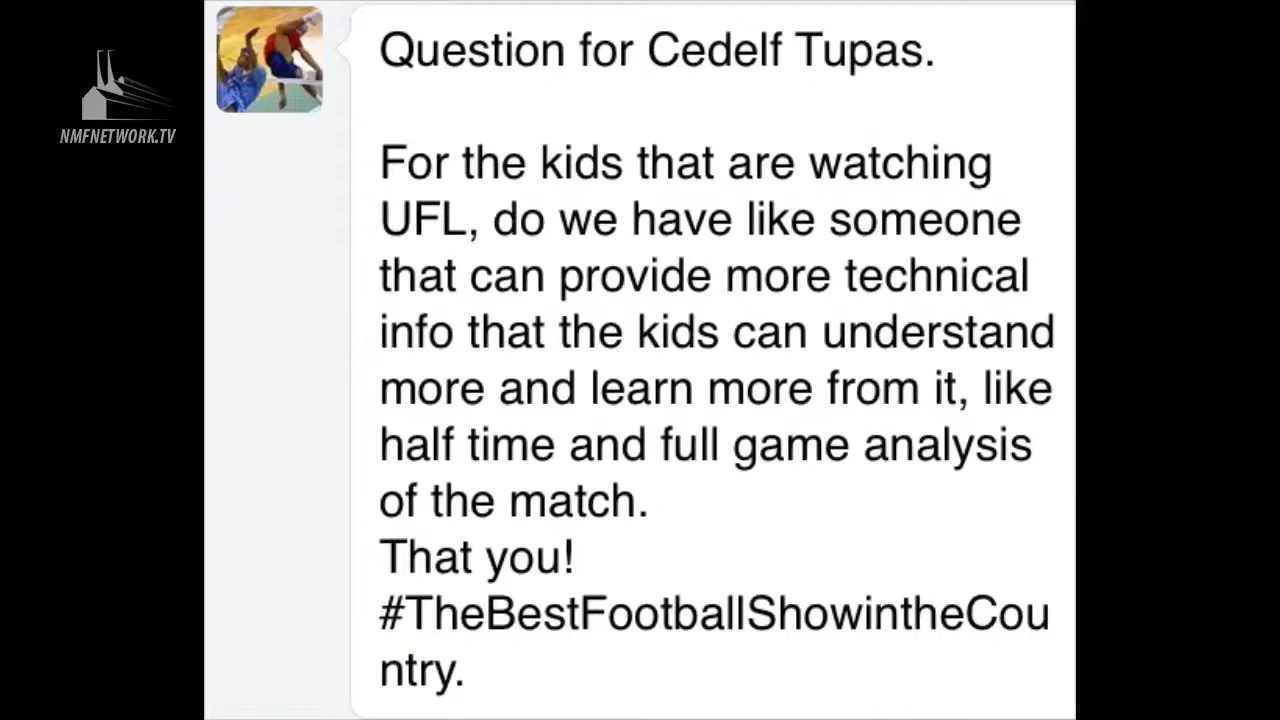 NMFNETWORK.TV
Question for Cedelf Tupas.
For the kids that are watching
UFL, do we have like someone
that can provide more technical
info that the kids can understand
more and learn more from it, like
half time and full game analysis
of the match.
That you!
#TheBestFootballShowintheCou
ntry.